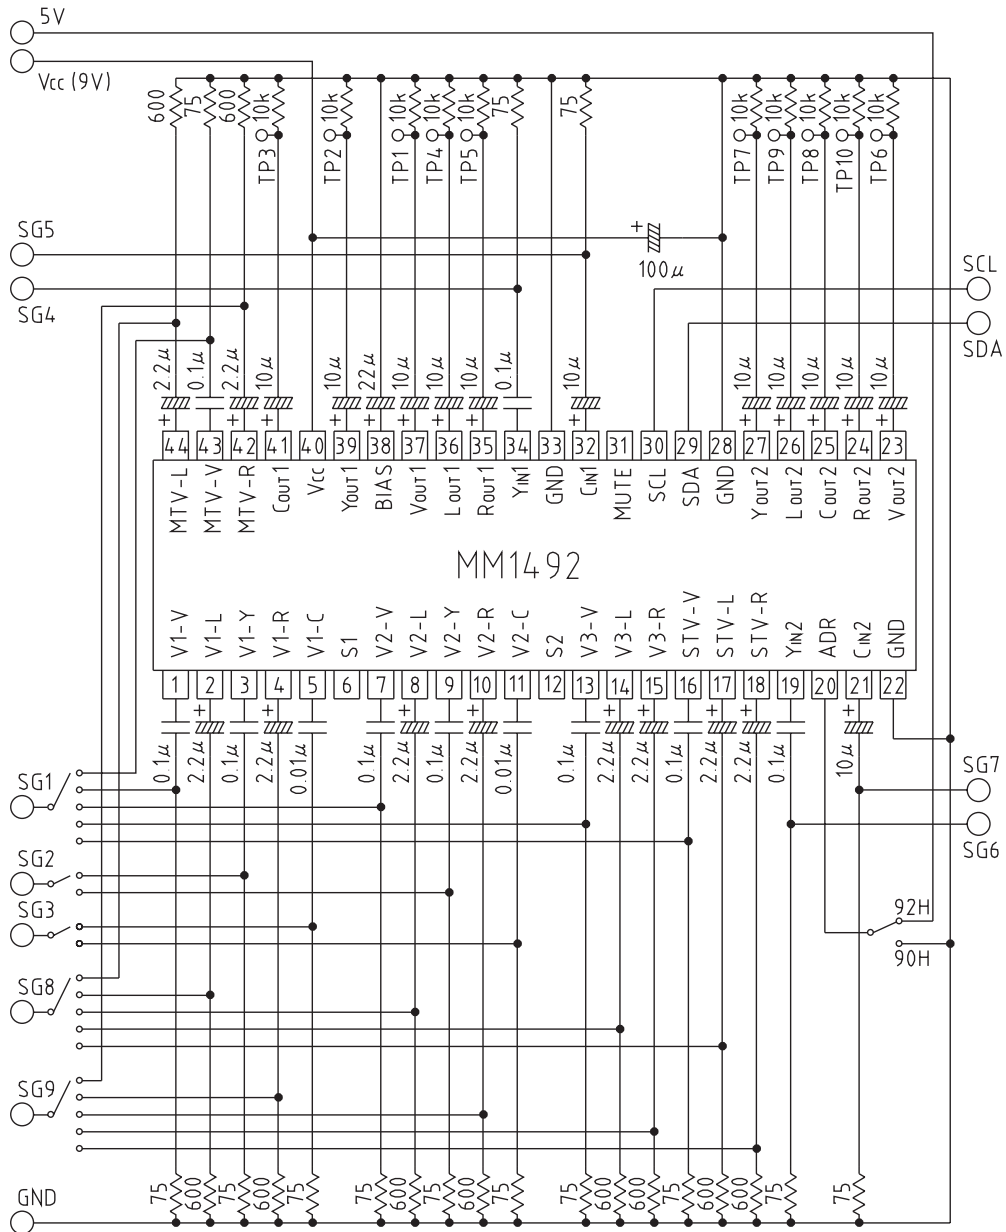 5V
Vcc (9V)
600
75
600
10k
10k
10k
10k
10k
75
75
10k
10k
10k
10k
10k
TP3
TP2
TP1
TP4
TP5
TP7
TP9
TP8
TP10
TP6
SG5
SG4
+
100μ
SCL
SDA
2.2μ
0.1μ
2.2μ
10μ
10μ
22μ
10μ
10μ
10μ
0.1μ
10μ
10μ
10μ
10μ
10μ
10μ
+ + + + + + + + + + + + + +
44 43 42 41 40 39 38 37 36 35 34 33 32 31 30 29 28 27 26 25 24 23
MTV-L
MTV-V
MTV-R
COUT1
Vcc
YOUT1
BIAS
VOUT1
LOUT1
ROUT1
YIN1
GND
CIN1
MUTE
SCL
SDA
GND
YOUT2
LOUT2
COUT2
ROUT2
VOUT2
MM1492
V1-V
V1-L
V1-Y
V1-R
V1-C
S1
V2-V
V2-L
V2-Y
V2-R
V2-C
S2
V3-V
V3-L
V3-R
STV-V
STV-L
STV-R
YIN2
ADR
CIN2
GND
1 2 3 4 5 6 7 8 9 10 11 12 13 14 15 16 17 18 19 20 21 22
+ + + + + + + + +
0.1μ
2.2μ
0.1μ
2.2μ
0.01μ
0.1μ
2.2μ
0.1μ
2.2μ
0.01μ
0.1μ
2.2μ
2.2μ
0.1μ
2.2μ
2.2μ
0.1μ
10μ
SG1
SG7
SG6
SG2
SG3
92H
90H
SG8
SG9
GND
75
600
75
600
75
75
600
75
600
75
75
600
600
75
600
600
75
75